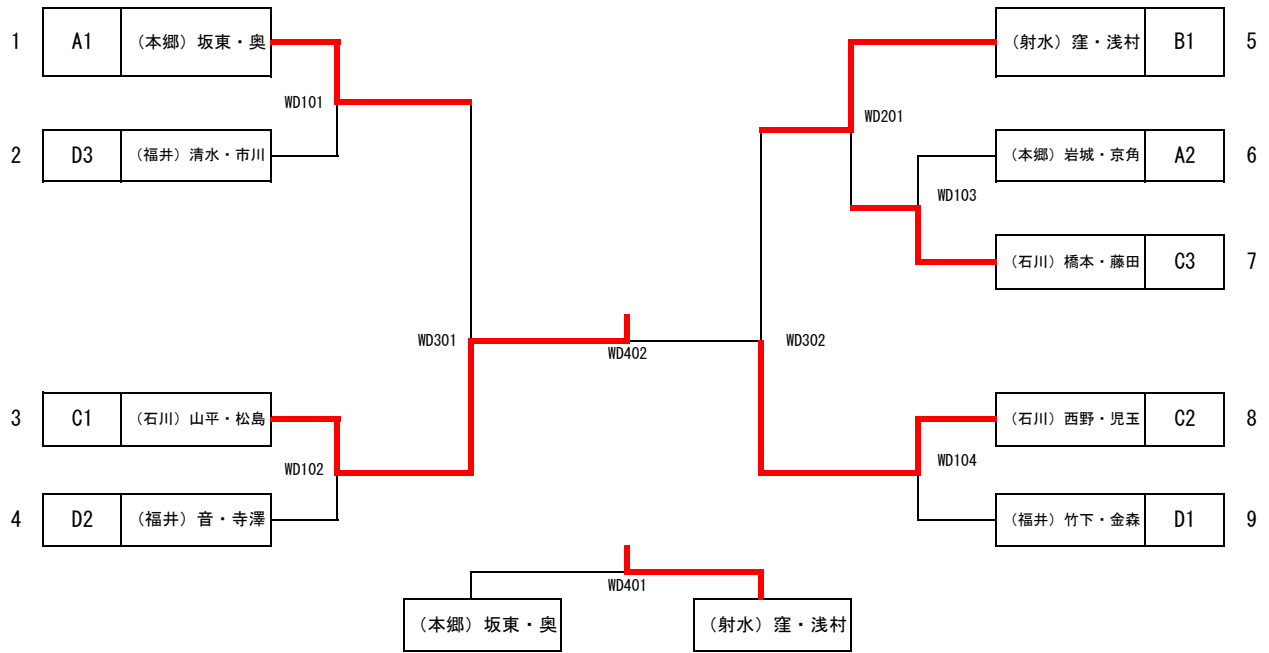 1 A1 （本郷）坂東・奥
WD101
2 D3 （福井）清水・市川
WD301
3 C1 （石川）山平・松島
WD102
4 D2 （福井）音・寺澤
（射水）窪・浅村 B1 5
WD201
（本郷）岩城・京角 A2 6
WD103
（石川）橋本・藤田 C3 7
WD302
（石川）西野・児玉 C2 8
WD104
（福井）竹下・金森 D1 9
WD402
WD401
（本郷）坂東・奥
（射水）窪・浅村